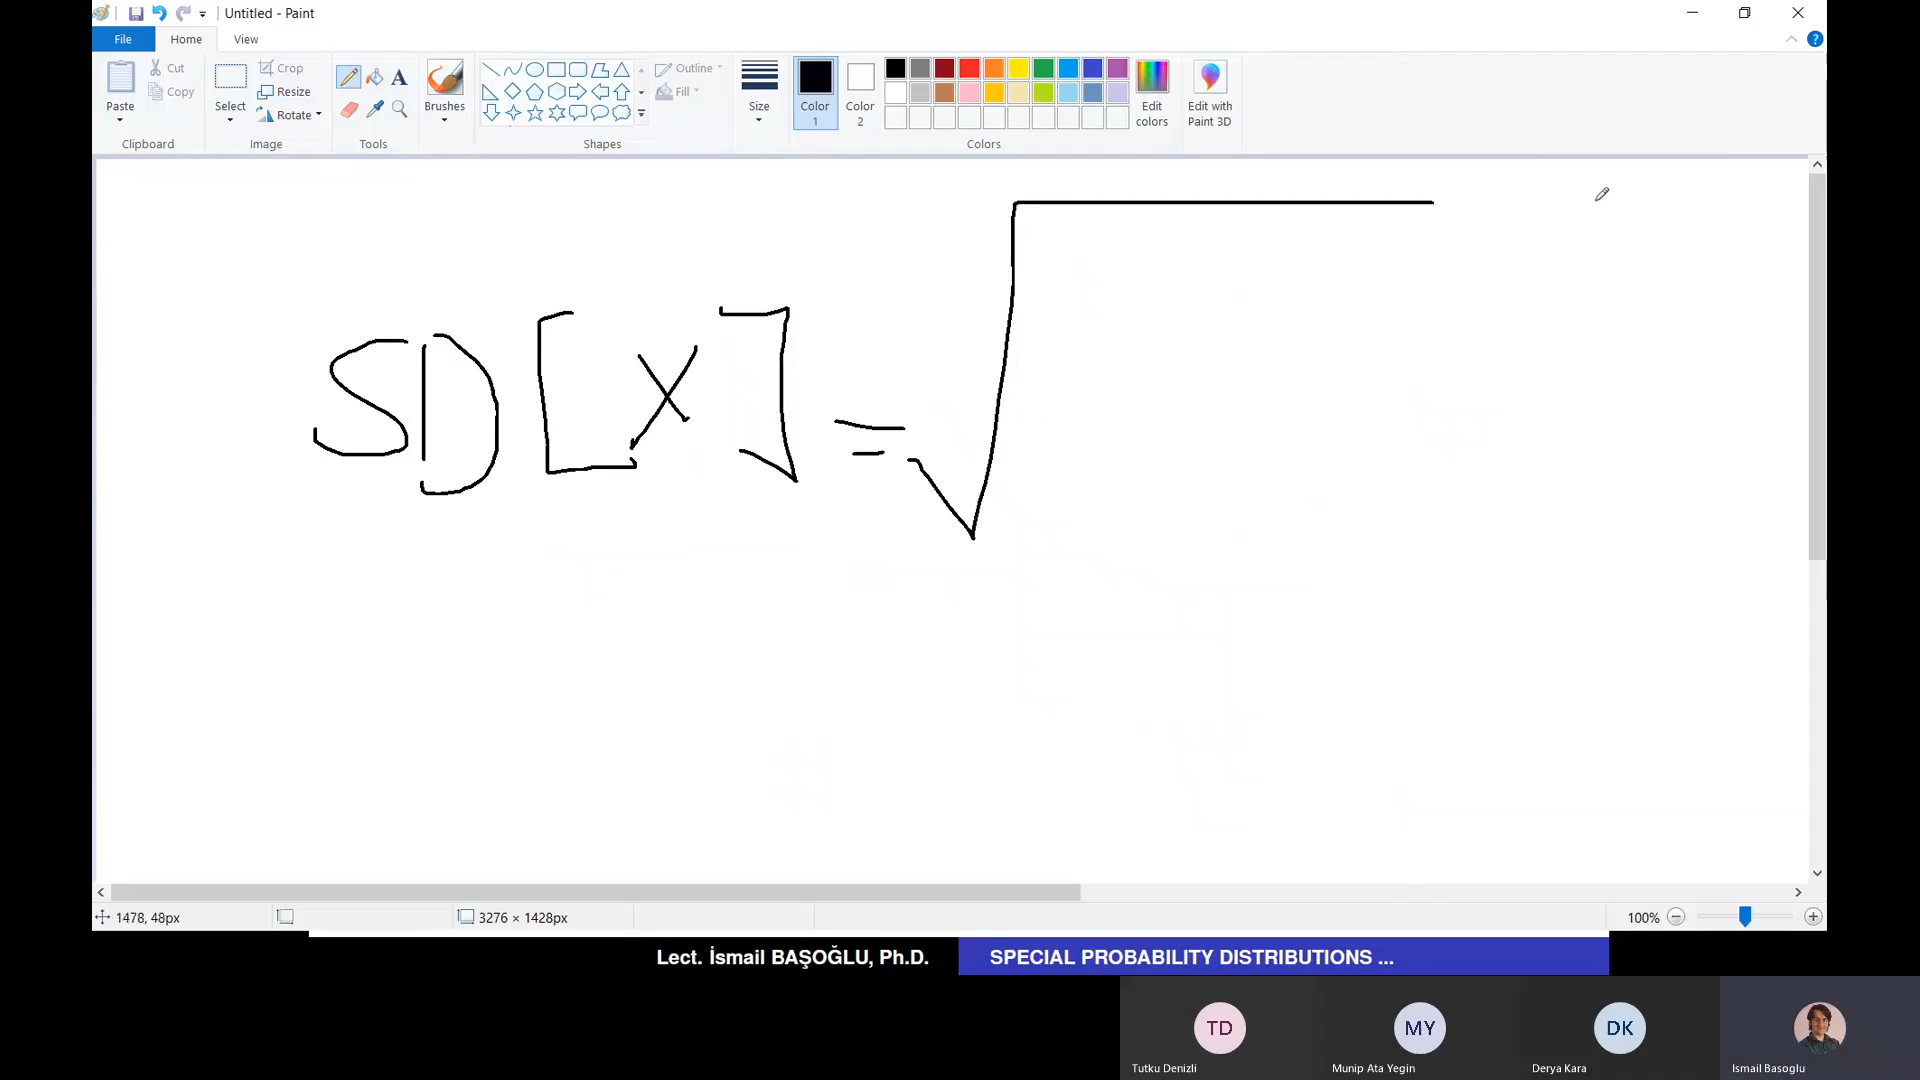 Untitled - Paint
File Home View
Paste Cut Copy Clipboard
Select Crop Resize Rotate Image
Tools
Brushes
Shapes
Outline Fill
Size
Color 1
Color 2
Colors
Edit colors
Edit with Paint 3D
SD [X] = √
1478, 48px
3276 × 1428px
100%
Lect. İsmail BAŞOĞLU, Ph.D.
SPECIAL PROBABILITY DISTRIBUTIONS ...
TD MY DK
Tutku Denizli Munip Ata Yegin Derya Kara Ismail Basoglu